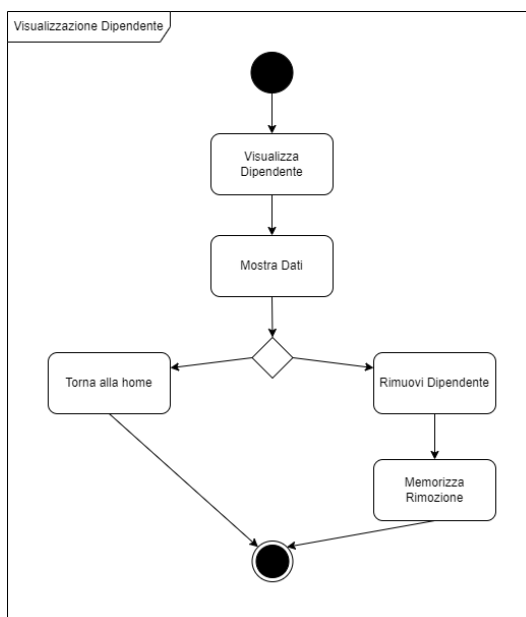 Visualizzazione Dipendente
Visualizza
Dipendente
Mostra Dati
Torna alla home
Rimuovi Dipendente
Memorizza
Rimozione